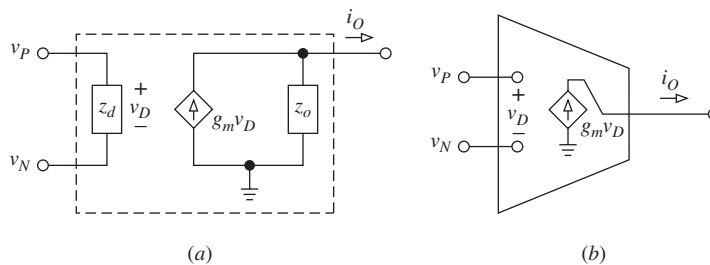 i_O
v_P
z_d
+
v_D
−
g_m v_D
z_o
v_N
(a)
i_O
v_P
+
v_D
−
g_m v_D
v_N
(b)